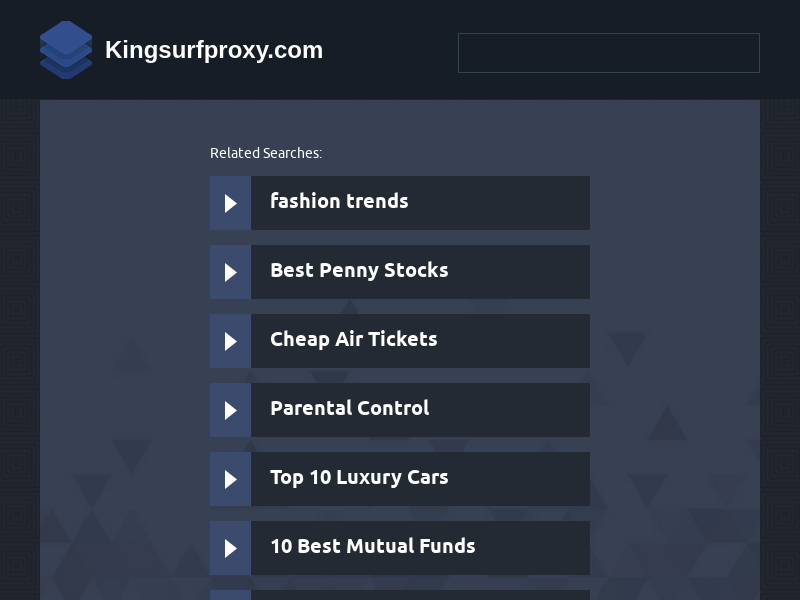 Kingsurfproxy.com
Related Searches:
fashion trends
Best Penny Stocks
Cheap Air Tickets
Parental Control
Top 10 Luxury Cars
10 Best Mutual Funds